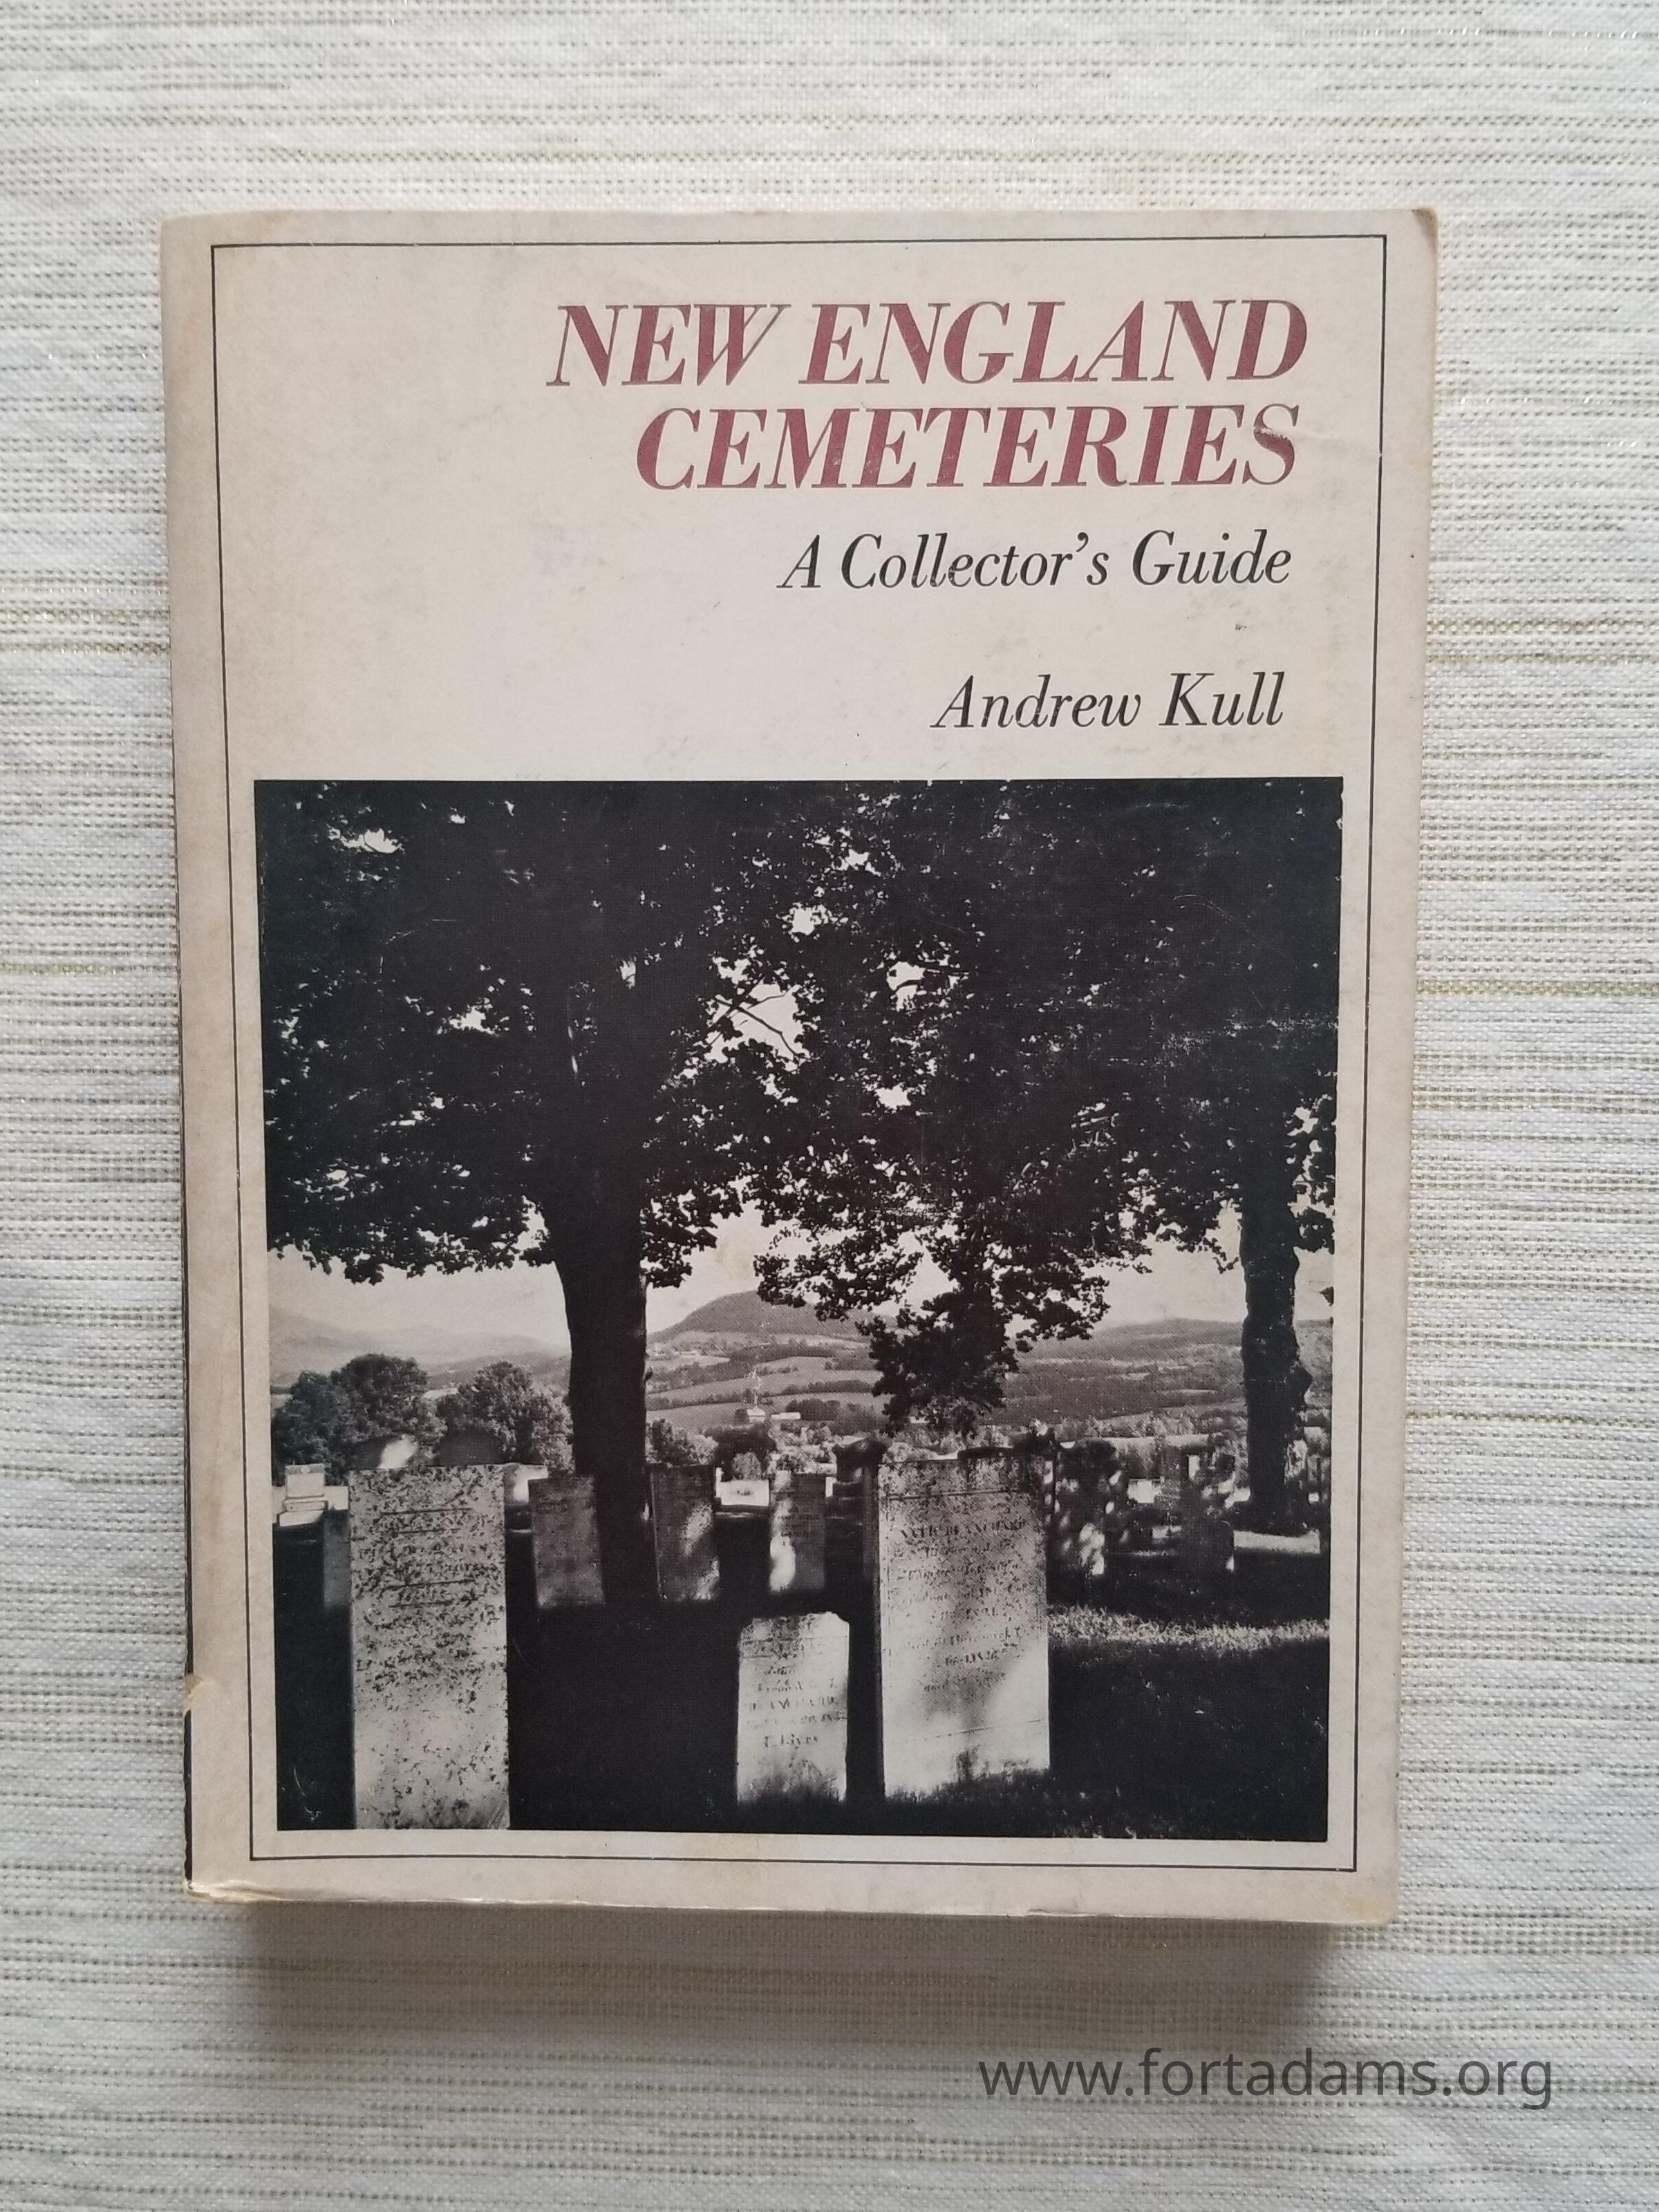 NEW ENGLAND
CEMETERIES
A Collector's Guide
Andrew Kull
www.fortadams.org